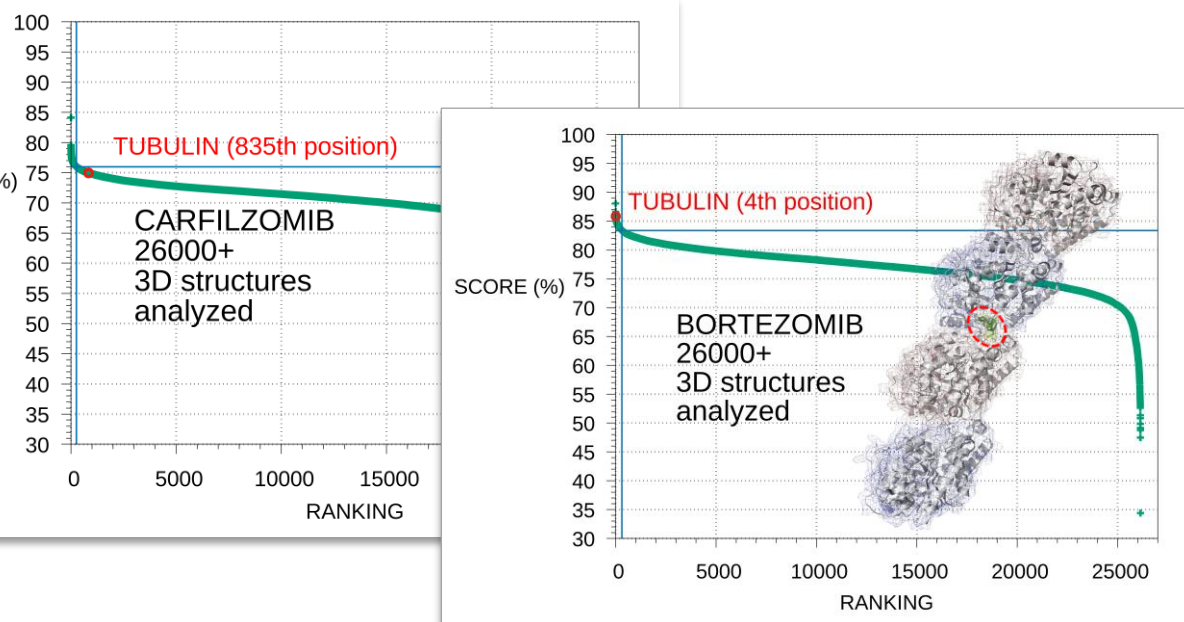 100
95
90
85
80
75
70
65
60
55
50
45
40
35
30
%)
TUBULIN (835th position)
CARFILZOMIB
26000+
3D structures
analyzed
0 5000 10000 15000
RANKING
100
95
90
85
80
75
70
65
60
55
50
45
40
35
30
SCORE (%)
TUBULIN (4th position)
BORTEZOMIB
26000+
3D structures
analyzed
0 5000 10000 15000 20000 25000
RANKING